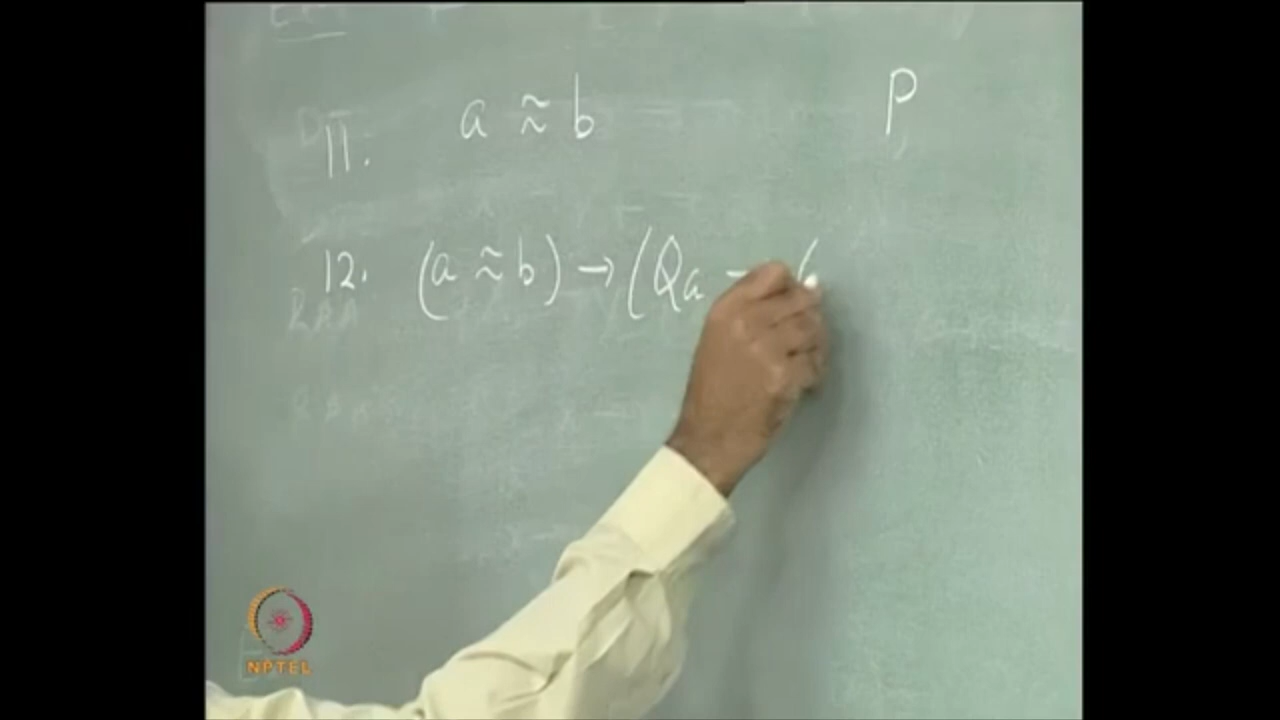 11. a ≈ b P
12. (a ≈ b) → (Qa →
NPTEL